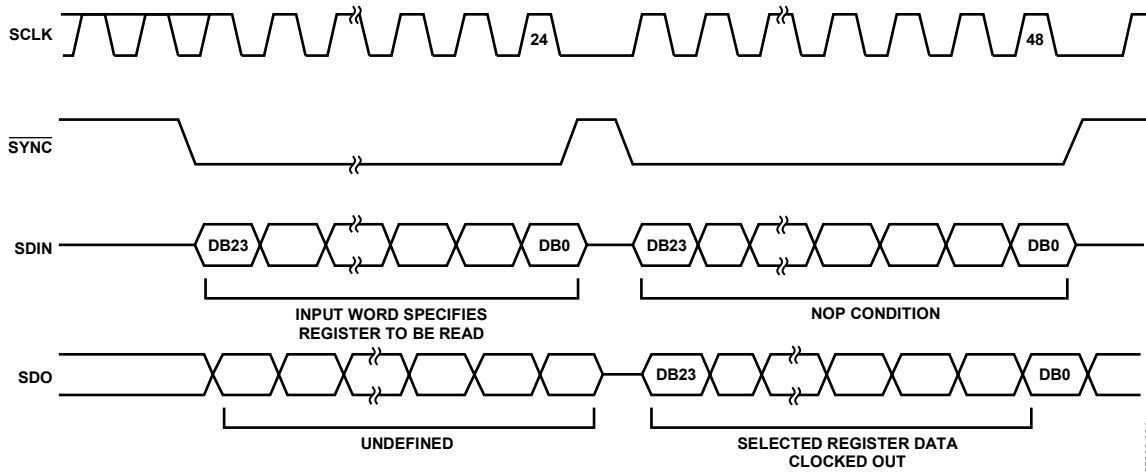 SCLK
24
48
SYNC
SDIN
DB23
DB0
DB23
DB0
INPUT WORD SPECIFIES
REGISTER TO BE READ
NOP CONDITION
SDO
DB23
DB0
UNDEFINED
SELECTED REGISTER DATA
CLOCKED OUT